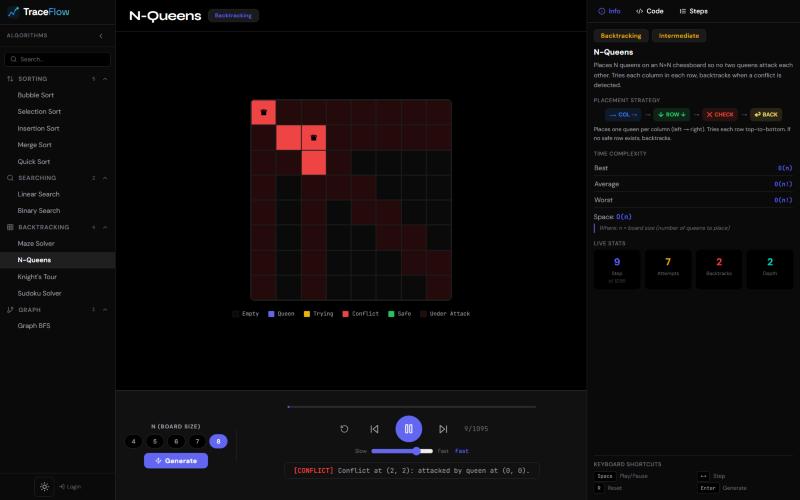 TraceFlow
ALGORITHMS
Search...
SORTING 5
Bubble Sort
Selection Sort
Insertion Sort
Merge Sort
Quick Sort
SEARCHING 2
Linear Search
Binary Search
BACKTRACKING 4
Maze Solver
N-Queens
Knight's Tour
Sudoku Solver
GRAPH
Graph BFS
Login
N-Queens Backtracking
Empty Queen Trying Conflict Safe Under Attack
N (BOARD SIZE)
4 5 6 7 8
Generate
9/1095
Slow Fast Fast
[CONFLICT] Conflict at (2, 2): attacked by queen at (0, 0).
Info Code Steps
Backtracking Intermediate
N-Queens
Places N queens on an N×N chessboard so no two queens attack each
other. Tries each column in each row, backtracks when a conflict is
detected.
PLACEMENT STRATEGY
→ COL → → ↓ ROW ↓ → ✕ CHECK → ↩ BACK
Places one queen per column (left → right). Tries each row top-to-bottom. If
no safe row exists, backtracks.
TIME COMPLEXITY
Best O(n)
Average O(n!)
Worst O(n!)
Space: O(n)
Where: n = board size (number of queens to place)
LIVE STATS
9 7 2 2
Step Attempts Backtracks Depth
of 1095
KEYBOARD SHORTCUTS
Space Play/Pause
Step
R Reset
Enter Generate